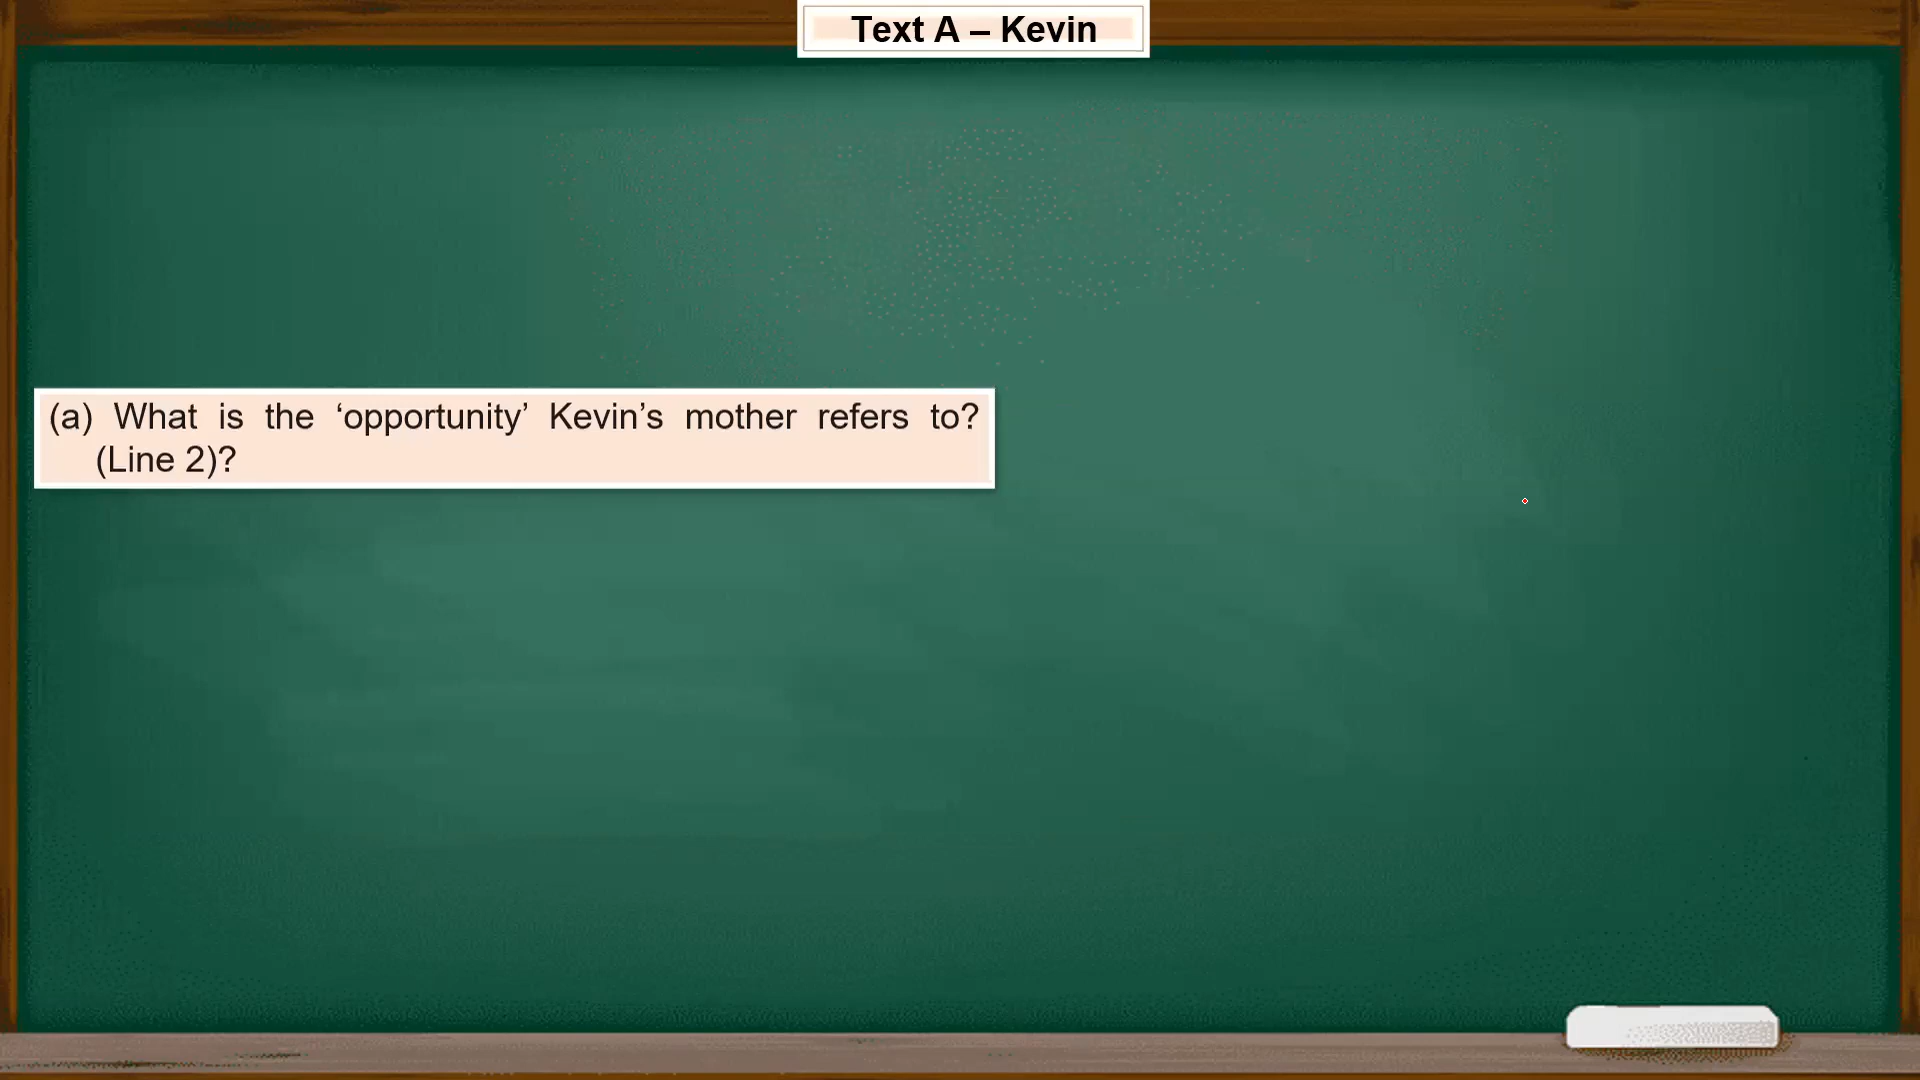 Text A – Kevin
(a) What is the ‘opportunity’ Kevin’s mother refers to?
(Line 2)?